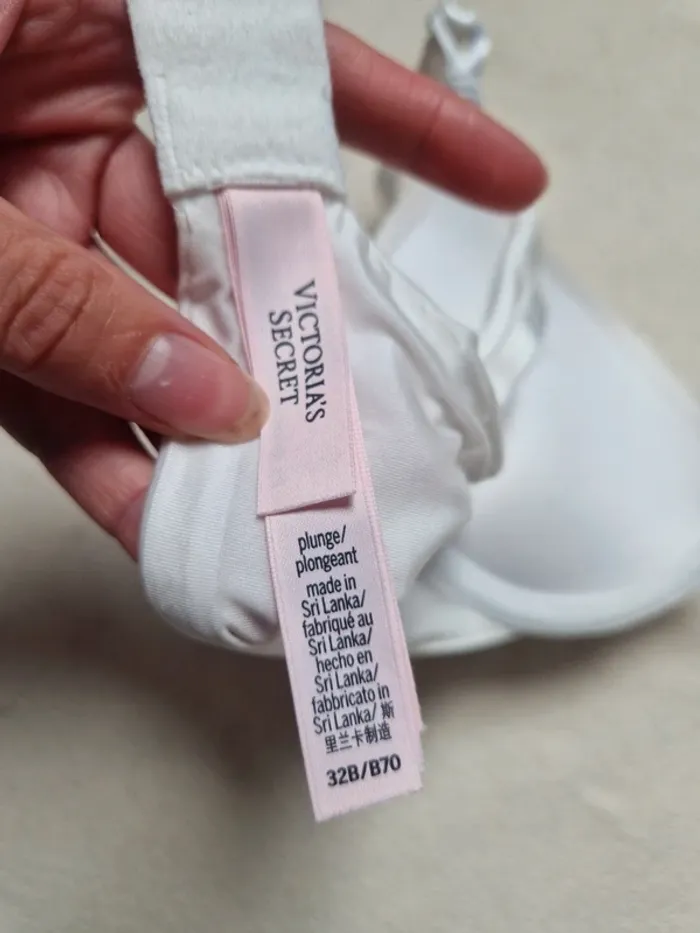 VICTORIA'S
SECRET
plunge/
plongeant
made in
Sri Lanka/
fabriqué au
Sri Lanka/
hecho en
Sri Lanka/
fabbricato in
Sri Lanka/ 斯
里兰卡制造
32B/B70